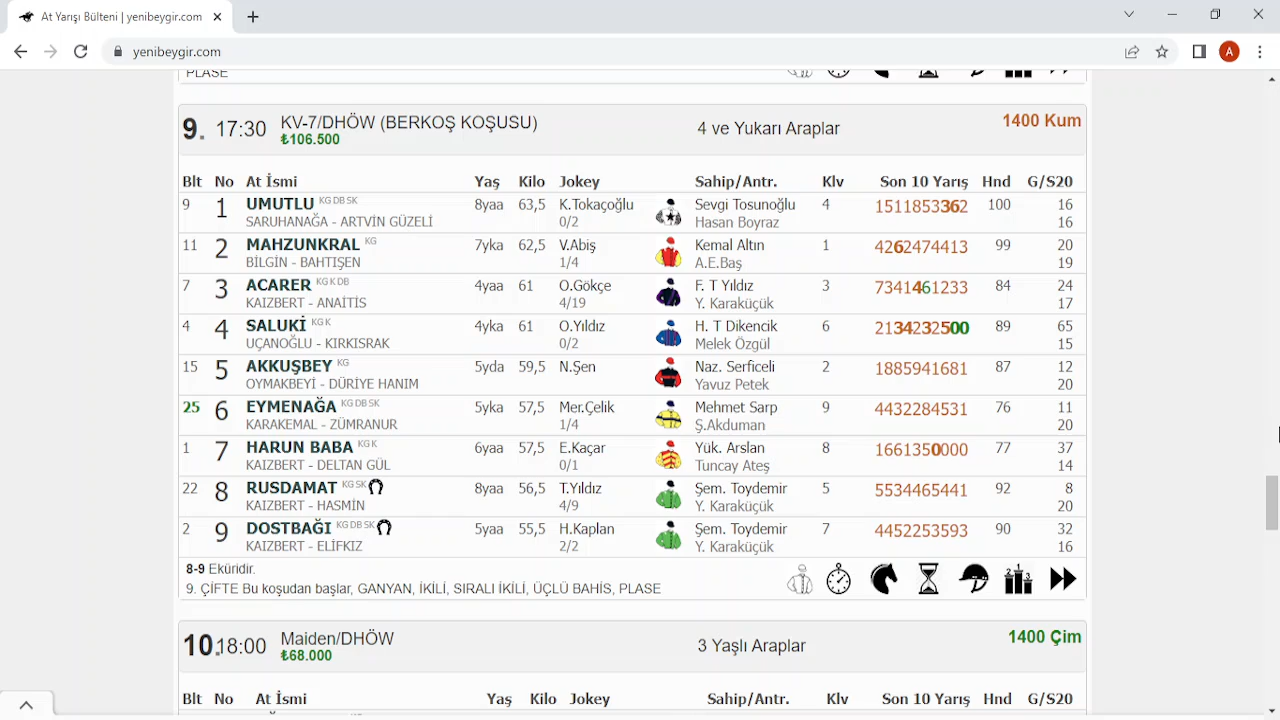 At Yarışı Bülteni | yenibeygir.com
yenibeygir.com
A
PLASE
9. 17:30 KV-7/DHÖW (BERKOŞ KOŞUSU) 4 ve Yukarı Araplar 1400 Kum
₺106.500
Blt No At İsmi Yaş Kilo Jokey Sahip/Antr. Klv Son 10 Yarış Hnd G/S20
9 1 UMUTLU KG DB SK 8yaa 63,5 K.Tokaçoğlu Sevgi Tosunoğlu 4 1511853362 100 16
SARUHANAĞA - ARTVİN GÜZELİ 0/2 Hasan Boyraz 16
11 2 MAHZUNKRAL KG 7yka 62,5 V.Abiş Kemal Altın 1 4262474413 99 20
BİLGİN - BAHTIŞEN 1/4 A.E.Baş 19
7 3 ACARER KG K DB 4yaa 61 O.Gökçe F. T Yıldız 3 7341461233 84 24
KAIZBERT - ANAİTİS 4/19 Y. Karaküçük 17
4 4 SALUKİ KG K 4yka 61 O.Yıldız H. T Dikencik 6 2134232500 89 65
UÇANOĞLU - KIRKISRAK 0/2 Melek Özgül 15
15 5 AKKUŞBEY KG 5yda 59,5 N.Şen Naz. Serficeli 2 1885941681 87 12
OYMAKBEYİ - DÜRİYE HANIM Yavuz Petek 20
25 6 EYMENAĞA KG DB SK 5yka 57,5 Mer.Çelik Mehmet Sarp 9 4432284531 76 11
KARAKEMAL - ZÜMRANUR 1/4 Ş.Akduman 20
1 7 HARUN BABA KG K 6yaa 57,5 E.Kaçar Yük. Arslan 8 1661350000 77 37
KAIZBERT - DELTAN GÜL 0/1 Tuncay Ateş 14
22 8 RUSDAMAT KG SK 8yaa 56,5 T.Yıldız Şem. Toydemir 5 5534465441 92 8
KAIZBERT - HASMİN 4/9 Y. Karaküçük 20
2 9 DOSTBAĞI KG DB SK 5yaa 55,5 H.Kaplan Şem. Toydemir 7 4452253593 90 32
KAIZBERT - ELİFKIZ 2/2 Y. Karaküçük 16
8-9 Eküridir.
9. ÇİFTE Bu koşudan başlar, GANYAN, İKİLİ, SIRALI İKİLİ, ÜÇLÜ BAHİS, PLASE
10. 18:00 Maiden/DHÖW 3 Yaşlı Araplar 1400 Çim
₺68.000
Blt No At İsmi Yaş Kilo Jokey Sahip/Antr. Klv Son 10 Yarış Hnd G/S20